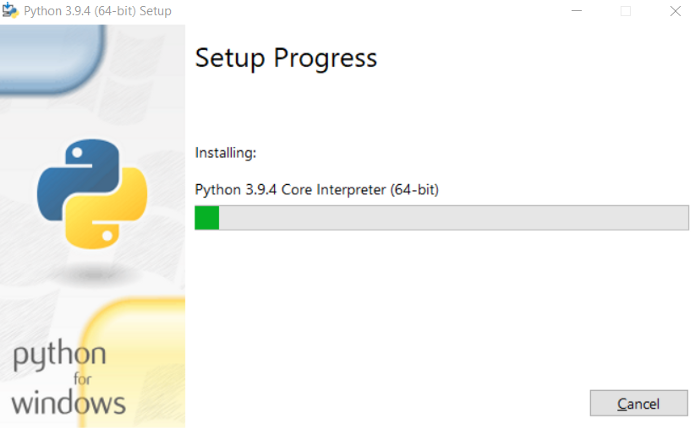 Python 3.9.4 (64-bit) Setup
Setup Progress
Installing:
Python 3.9.4 Core Interpreter (64-bit)
python
for
windows
Cancel